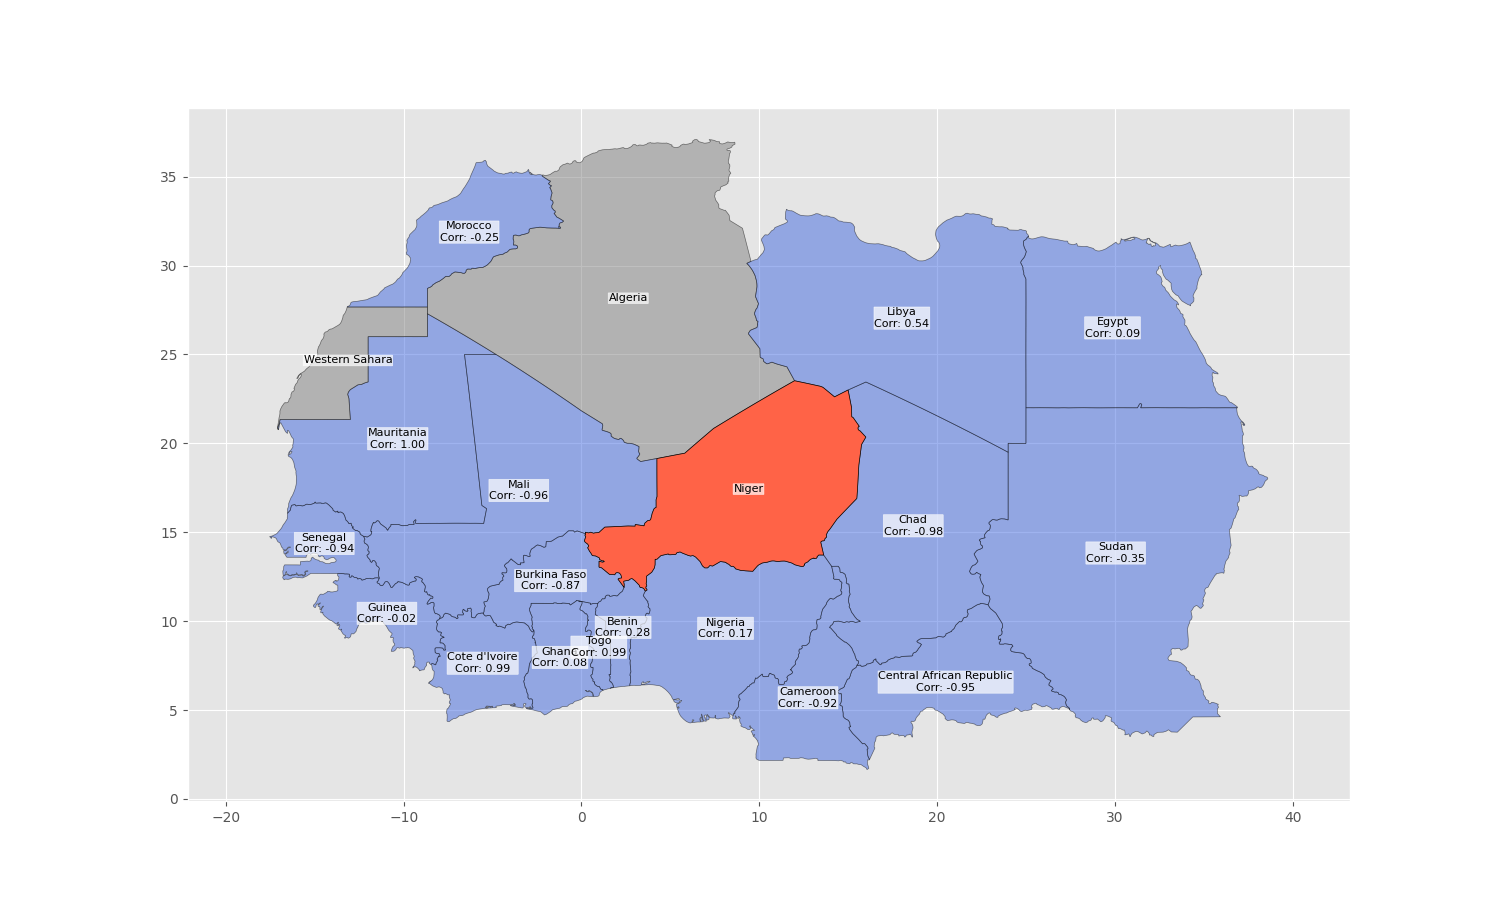 35
30
25
20
15
10
5
0
−20
−10
0
10
20
30
40
Morocco
Corr: -0.25
Algeria
Libya
Corr: 0.54
Egypt
Corr: 0.09
Western Sahara
Mauritania
Corr: 1.00
Mali
Corr: -0.96
Niger
Chad
Corr: -0.98
Senegal
Corr: -0.94
Sudan
Corr: -0.35
Burkina Faso
Corr: -0.87
Guinea
Corr: -0.02
Benin
Corr: 0.28
Nigeria
Corr: 0.17
Togo
Corr: 0.99
Ghana
Corr: 0.08
Cote d'Ivoire
Corr: 0.99
Central African Republic
Corr: -0.95
Cameroon
Corr: -0.92